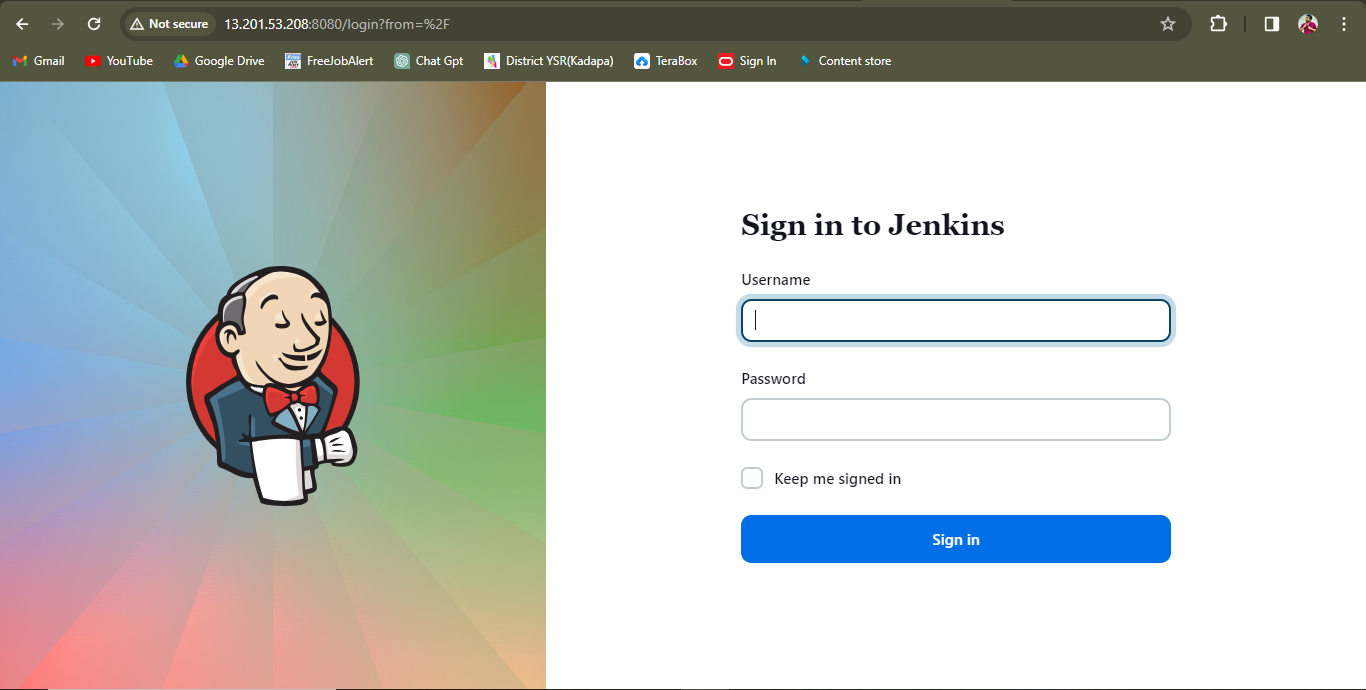 Not secure 13.201.53.208:8080/login?from=%2F
Gmail YouTube Google Drive FreeJobAlert Chat Gpt District YSR(Kadapa) TeraBox Sign In Content store
Sign in to Jenkins
Username
Password
Keep me signed in
Sign in